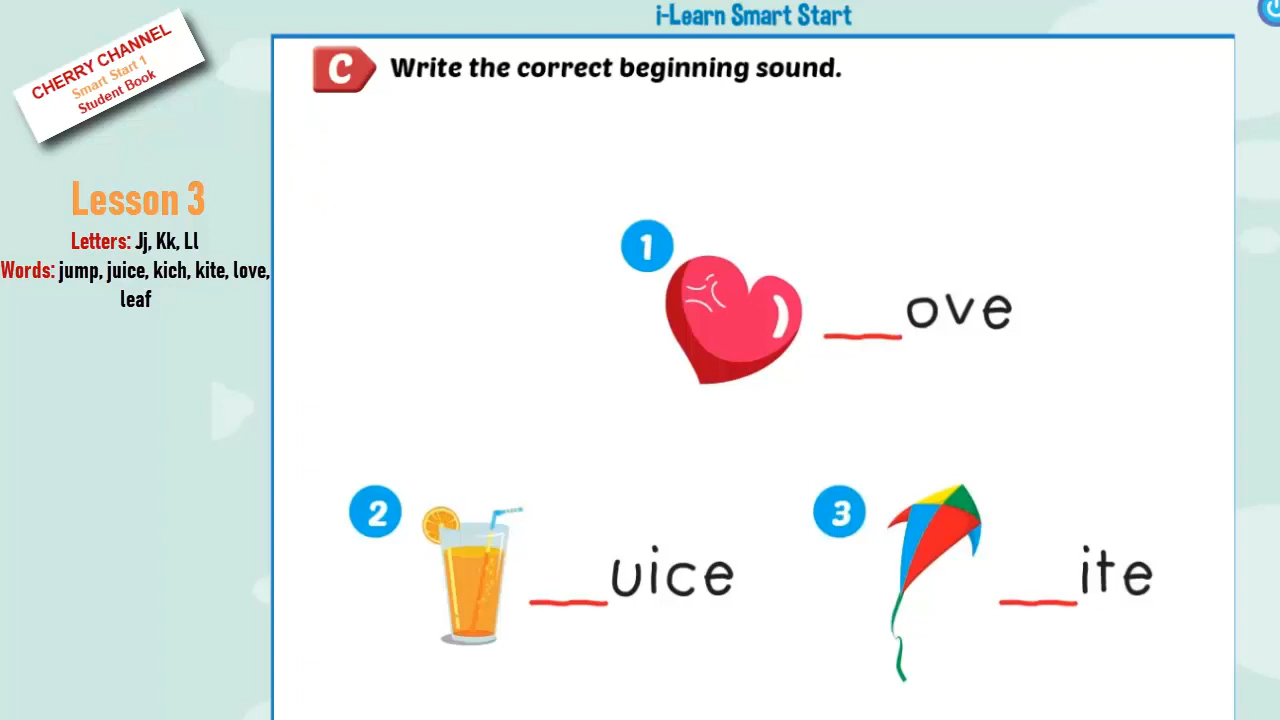 i-Learn Smart Start
CHERRY CHANNEL
Smart Start 1
Student Book
C Write the correct beginning sound.
Lesson 3
Letters: Jj, Kk, Ll
Words: jump, juice, kich, kite, love,
leaf
1 __ove
2 __uice
3 __ite